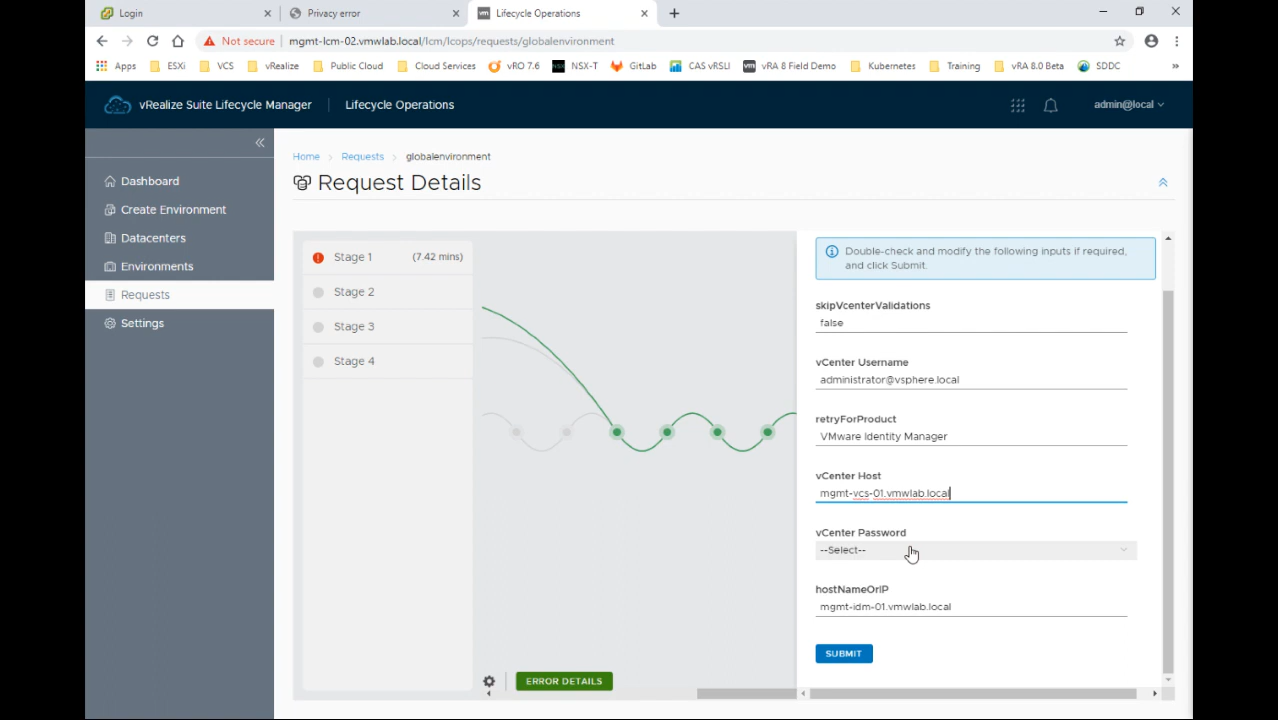 Login
Privacy error
Lifecycle Operations
Not secure
mgmt-lcm-02.vmwlab.local/lcm/lcops/requests/globalenvironment
Apps
ESXi
VCS
vRealize
Public Cloud
Cloud Services
vRO 7.6
NSX-T
GitLab
CAS vRSLI
vRA 8 Field Demo
Kubernetes
Training
vRA 8.0 Beta
SDDC
»
vRealize Suite Lifecycle Manager
Lifecycle Operations
admin@local
Dashboard
Create Environment
Datacenters
Environments
Requests
Settings
Home > Requests > globalenvironment
Request Details
Stage 1 (7.42 mins)
Stage 2
Stage 3
Stage 4
ERROR DETAILS
Double-check and modify the following inputs if required,
and click Submit.
skipVcenterValidations
false
vCenter Username
administrator@vsphere.local
retryForProduct
VMware Identity Manager
vCenter Host
mgmt-vcs-01.vmwlab.local
vCenter Password
--Select--
hostNameOrIP
mgmt-idm-01.vmwlab.local
SUBMIT